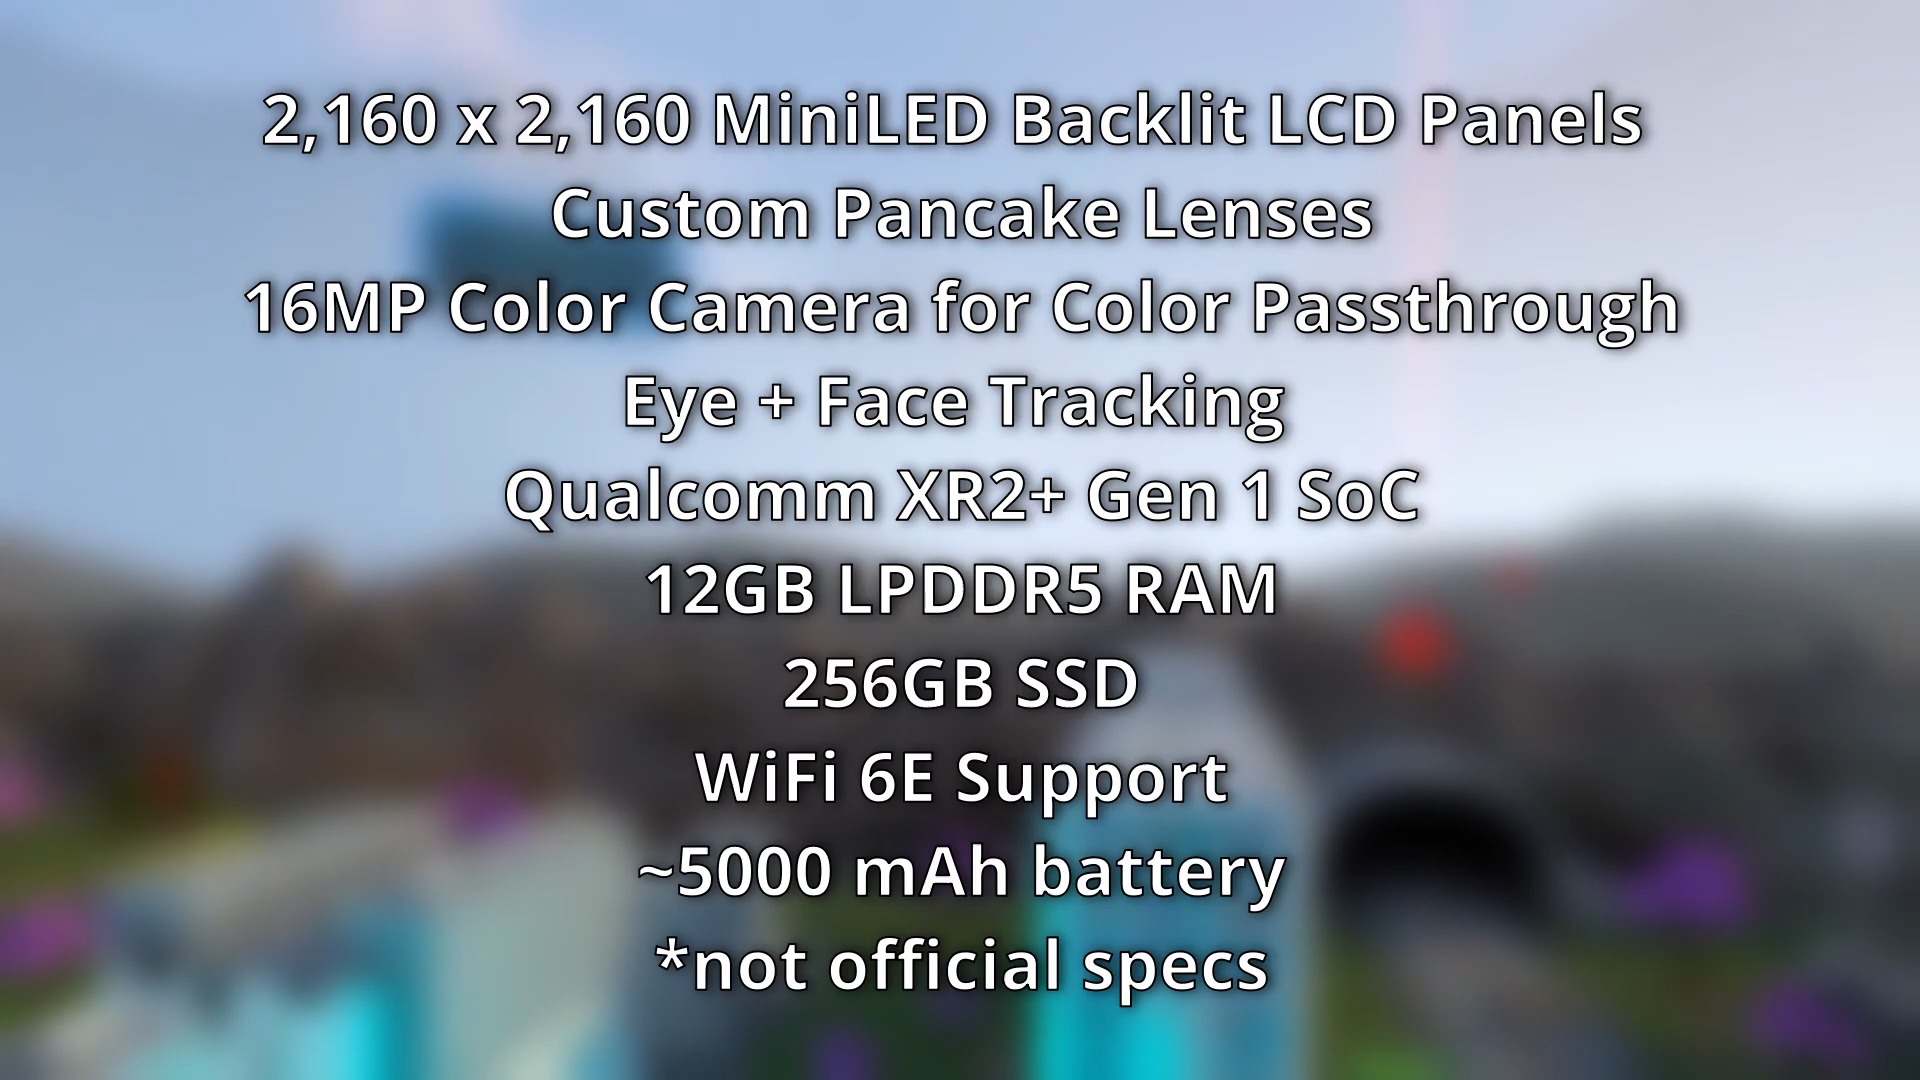 2,160 x 2,160 MiniLED Backlit LCD Panels
Custom Pancake Lenses
16MP Color Camera for Color Passthrough
Eye + Face Tracking
Qualcomm XR2+ Gen 1 SoC
12GB LPDDR5 RAM
256GB SSD
WiFi 6E Support
~5000 mAh battery
*not official specs